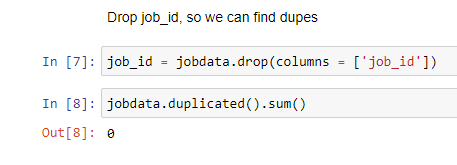 Drop job_id, so we can find dupes
In [7]: job_id = jobdata.drop(columns = ['job_id'])
In [8]: jobdata.duplicated().sum()
Out[8]: 0